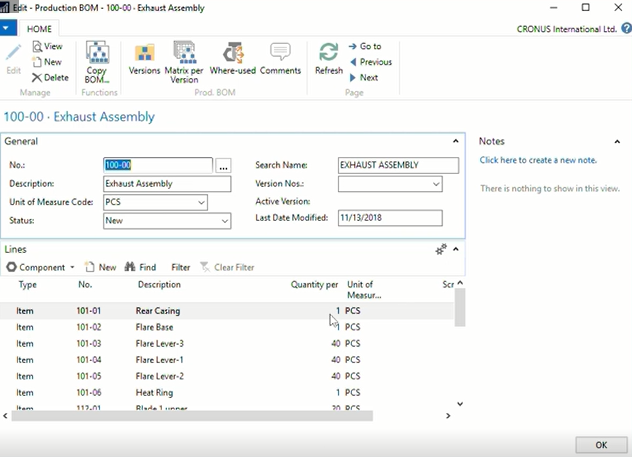 Edit - Production BOM - 100-00 · Exhaust Assembly
HOME
CRONUS International Ltd.
Edit
View
New
Delete
Manage
Copy BOM...
Functions
Versions
Matrix per Version
Where-used
Comments
Prod. BOM
Refresh
Go to
Previous
Next
Page
100-00 · Exhaust Assembly
General
No.: 100-00
Description: Exhaust Assembly
Unit of Measure Code: PCS
Status: New
Search Name: EXHAUST ASSEMBLY
Version Nos.:
Active Version:
Last Date Modified: 11/13/2018
Notes
Click here to create a new note.
There is nothing to show in this view.
Lines
Component New Find Filter Clear Filter
Type No. Description Quantity per Unit of Measur... Scr
Item 101-01 Rear Casing 1 PCS
Item 101-02 Flare Base 1 PCS
Item 101-03 Flare Lever-3 40 PCS
Item 101-04 Flare Lever-1 40 PCS
Item 101-05 Flare Lever-2 40 PCS
Item 101-06 Heat Ring 1 PCS
Item 112-01 Blade 1 upper 20 PCS
OK